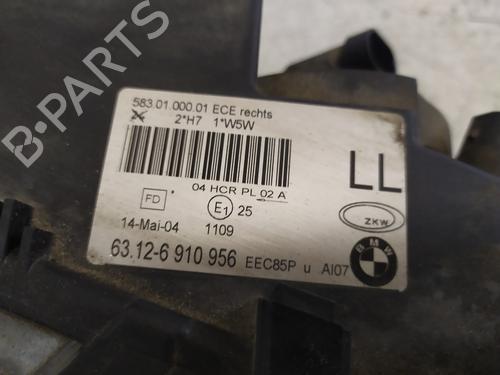 583.01.000.01 ECE rechts
2*H7 1*W5W
LL
04 HCR PL 02 A
FD
E1 25
ZKW
14-Mai-04 1109
BMW
63.12-6 910 956 EEC85P u AI07
B-PARTS